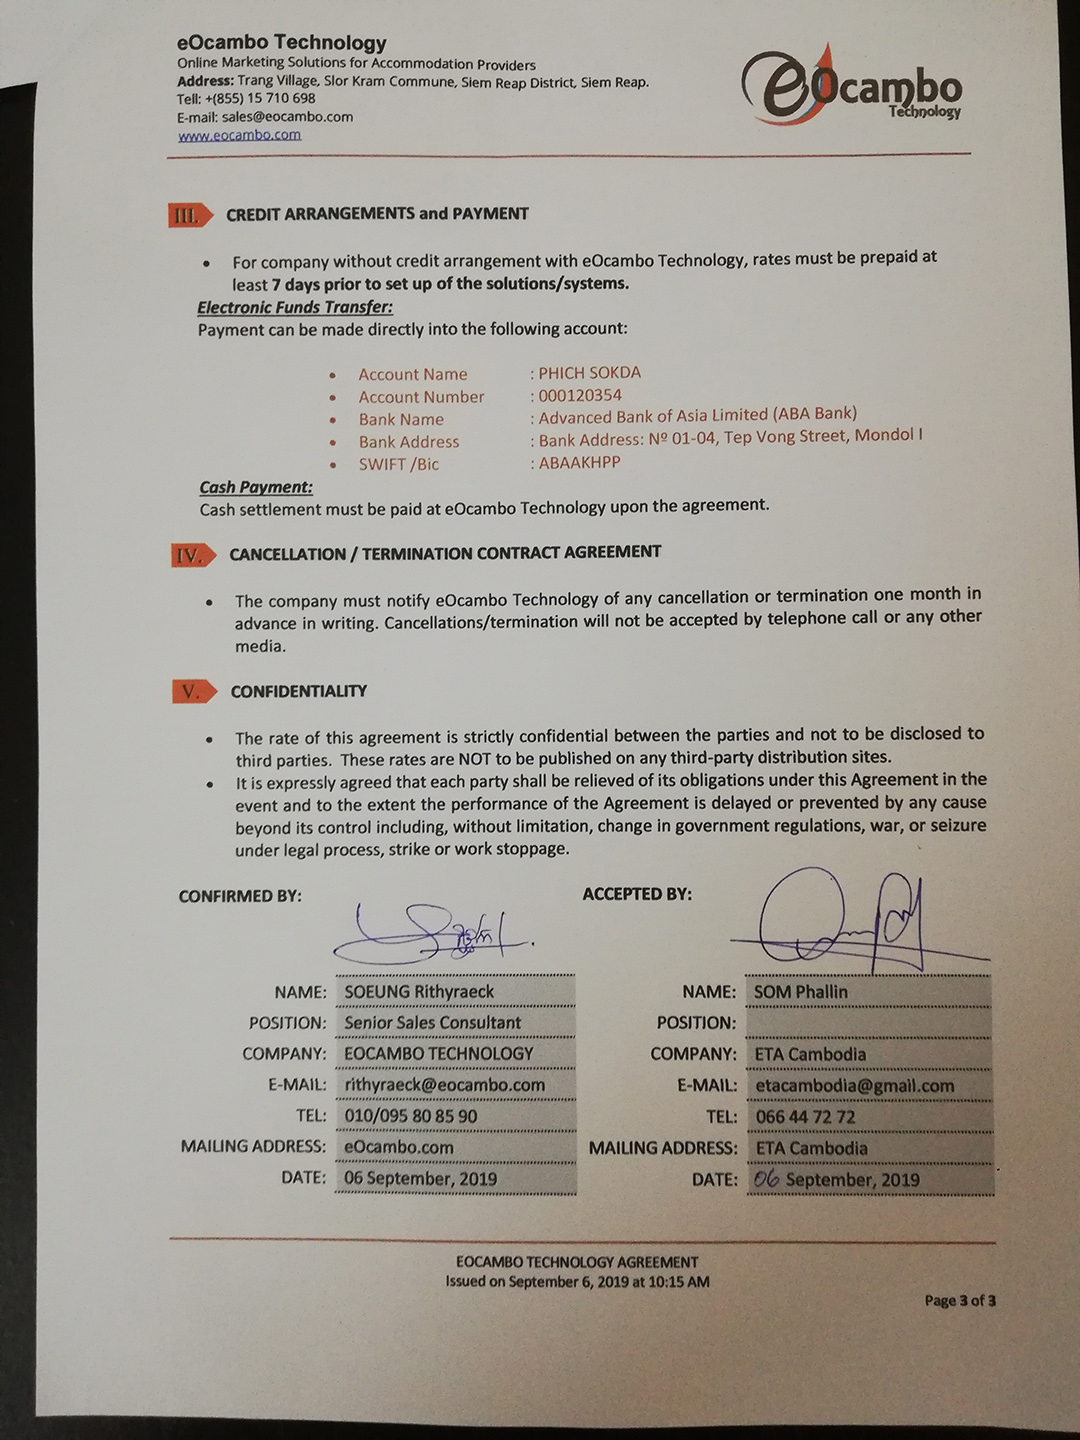 eOcambo Technology
Online Marketing Solutions for Accommodation Providers
Address: Trang Village, Slor Kram Commune, Siem Reap District, Siem Reap.
Tell: +(855) 15 710 698
E-mail: sales@eocambo.com
www.eocambo.com
eOcambo
Technology
III. CREDIT ARRANGEMENTS and PAYMENT
• For company without credit arrangement with eOcambo Technology, rates must be prepaid at
least 7 days prior to set up of the solutions/systems.
Electronic Funds Transfer:
Payment can be made directly into the following account:
• Account Name : PHICH SOKDA
• Account Number : 000120354
• Bank Name : Advanced Bank of Asia Limited (ABA Bank)
• Bank Address : Bank Address: Nº 01-04, Tep Vong Street, Mondol I
• SWIFT /Bic : ABAAKHPP
Cash Payment:
Cash settlement must be paid at eOcambo Technology upon the agreement.
IV. CANCELLATION / TERMINATION CONTRACT AGREEMENT
• The company must notify eOcambo Technology of any cancellation or termination one month in
advance in writing. Cancellations/termination will not be accepted by telephone call or any other
media.
V. CONFIDENTIALITY
• The rate of this agreement is strictly confidential between the parties and not to be disclosed to
third parties. These rates are NOT to be published on any third-party distribution sites.
• It is expressly agreed that each party shall be relieved of its obligations under this Agreement in the
event and to the extent the performance of the Agreement is delayed or prevented by any cause
beyond its control including, without limitation, change in government regulations, war, or seizure
under legal process, strike or work stoppage.
CONFIRMED BY: ACCEPTED BY:
NAME: SOEUNG Rithyraeck NAME: SOM Phallin
POSITION: Senior Sales Consultant POSITION:
COMPANY: EOCAMBO TECHNOLOGY COMPANY: ETA Cambodia
E-MAIL: rithyraeck@eocambo.com E-MAIL: etacambodia@gmail.com
TEL: 010/095 80 85 90 TEL: 066 44 72 72
MAILING ADDRESS: eOcambo.com MAILING ADDRESS: ETA Cambodia
DATE: 06 September, 2019 DATE: 06 September, 2019
EOCAMBO TECHNOLOGY AGREEMENT
Issued on September 6, 2019 at 10:15 AM
Page 3 of 3